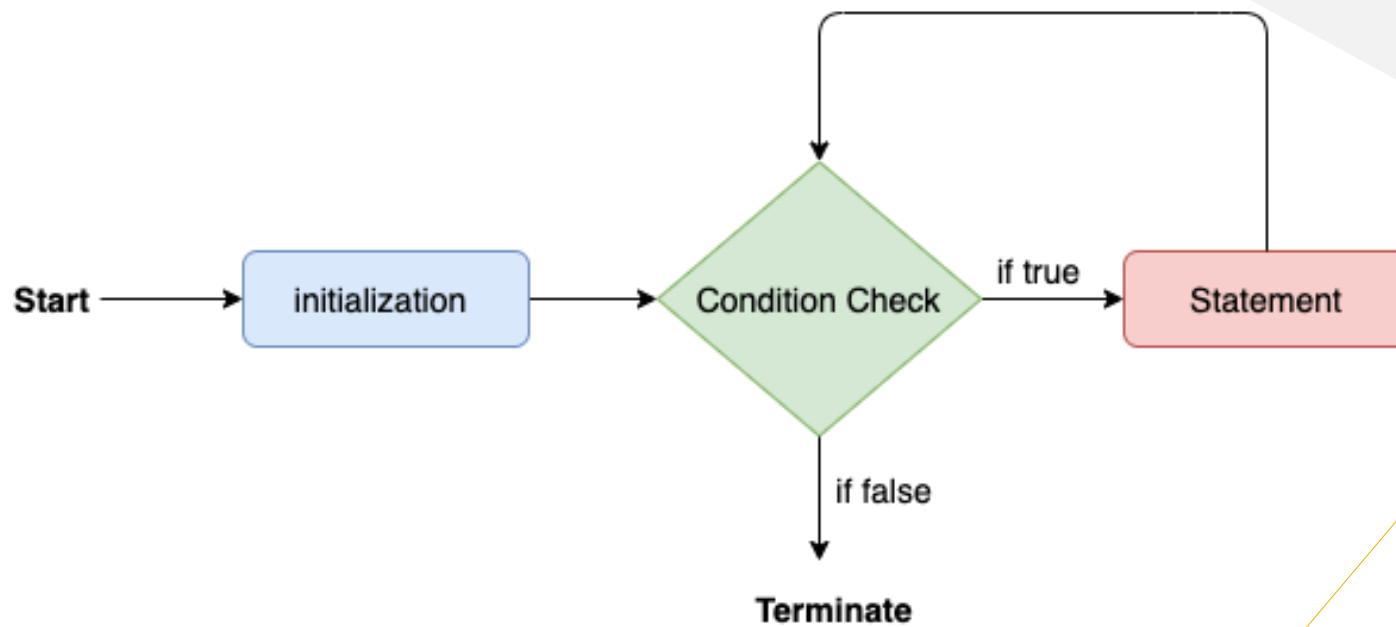 Start
initialization
Condition Check
if true
Statement
if false
Terminate